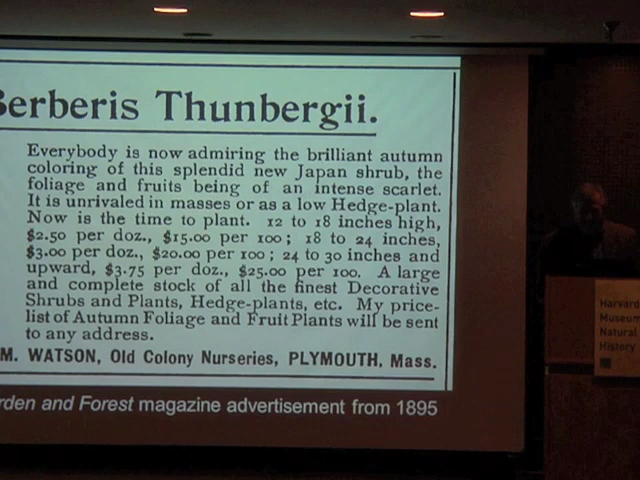 Berberis Thunbergii.
Everybody is now admiring the brilliant autumn
coloring of this splendid new Japan shrub, the
foliage and fruits being of an intense scarlet.
It is unrivaled in masses or as a low Hedge-plant.
Now is the time to plant. 12 to 18 inches high,
$2.50 per doz., $15.00 per 100; 18 to 24 inches,
$3.00 per doz., $20.00 per 100; 24 to 30 inches and
upward, $3.75 per doz., $25.00 per 100. A large
and complete stock of all the finest Decorative
Shrubs and Plants, Hedge-plants, etc. My price-
list of Autumn Foliage and Fruit Plants will be sent
to any address.
M. WATSON, Old Colony Nurseries, PLYMOUTH, Mass.
rden and Forest magazine advertisement from 1895
Harvard
Museum
Natural
History